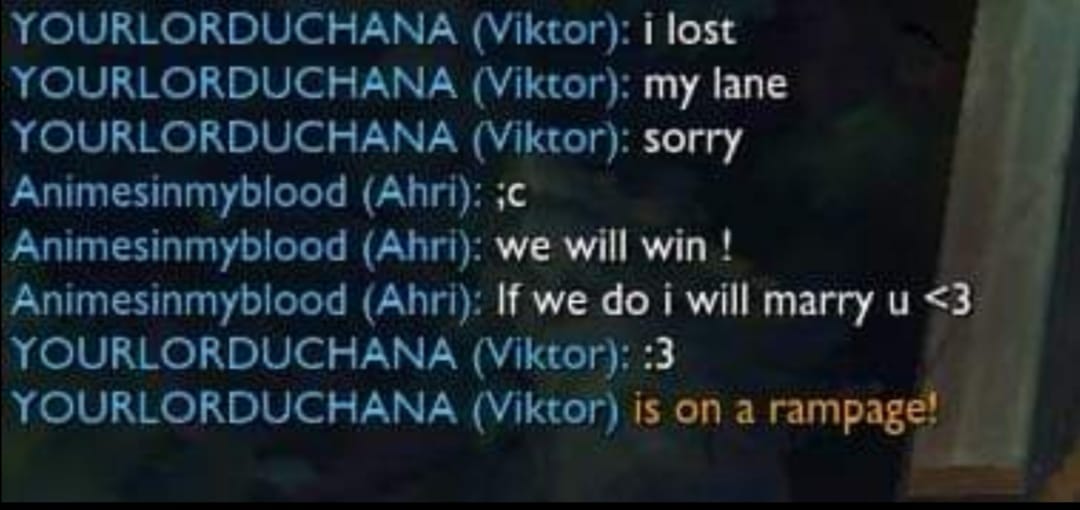 YOURLORDUCHANA (Viktor): i lost
YOURLORDUCHANA (Viktor): my lane
YOURLORDUCHANA (Viktor): sorry
Animesinmyblood (Ahri): ;c
Animesinmyblood (Ahri): we will win !
Animesinmyblood (Ahri): If we do i will marry u <3
YOURLORDUCHANA (Viktor): :3
YOURLORDUCHANA (Viktor) is on a rampage!